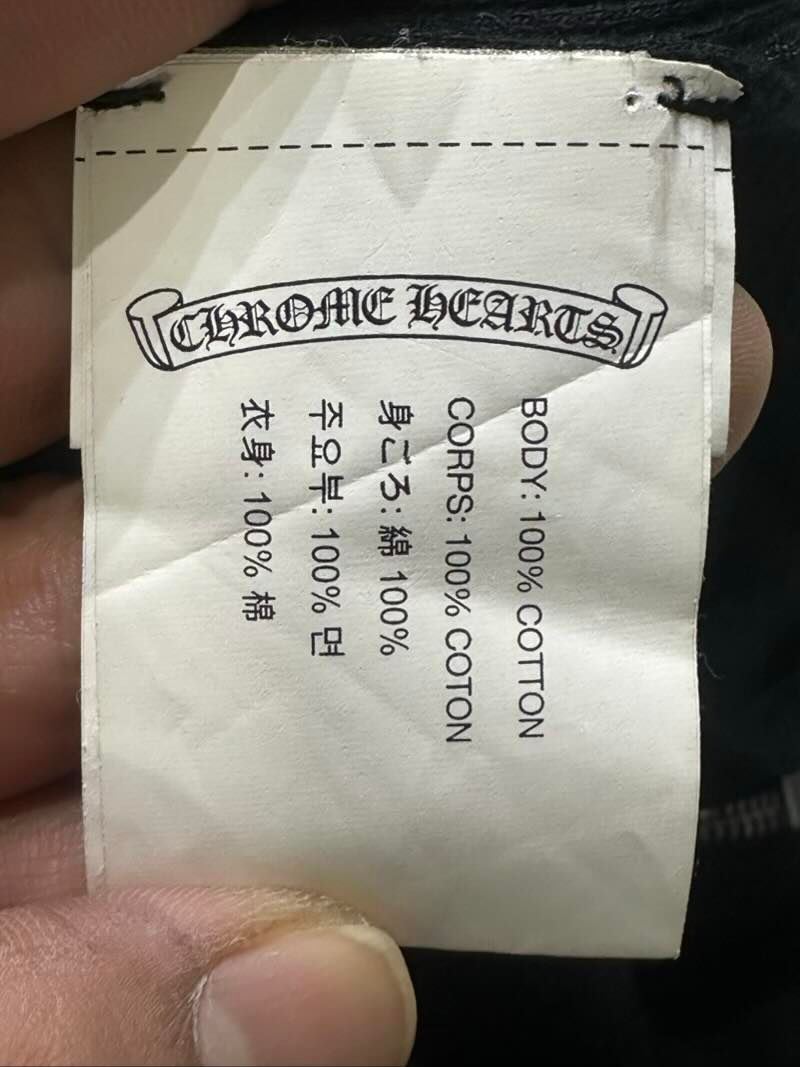 CHROME HEARTS
BODY: 100% COTTON
CORPS: 100% COTON
身ごろ: 綿 100%
주요부: 100% 면
衣身: 100% 棉